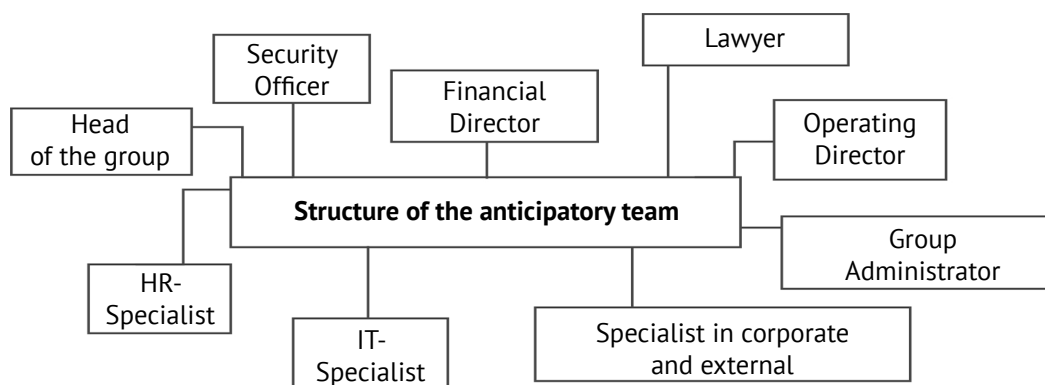 Lawyer
Security
Officer
Financial
Director
Head
of the group
Operating
Director
Structure of the anticipatory team
Group
Administrator
HR-
Specialist
IT-
Specialist
Specialist in corporate
and external